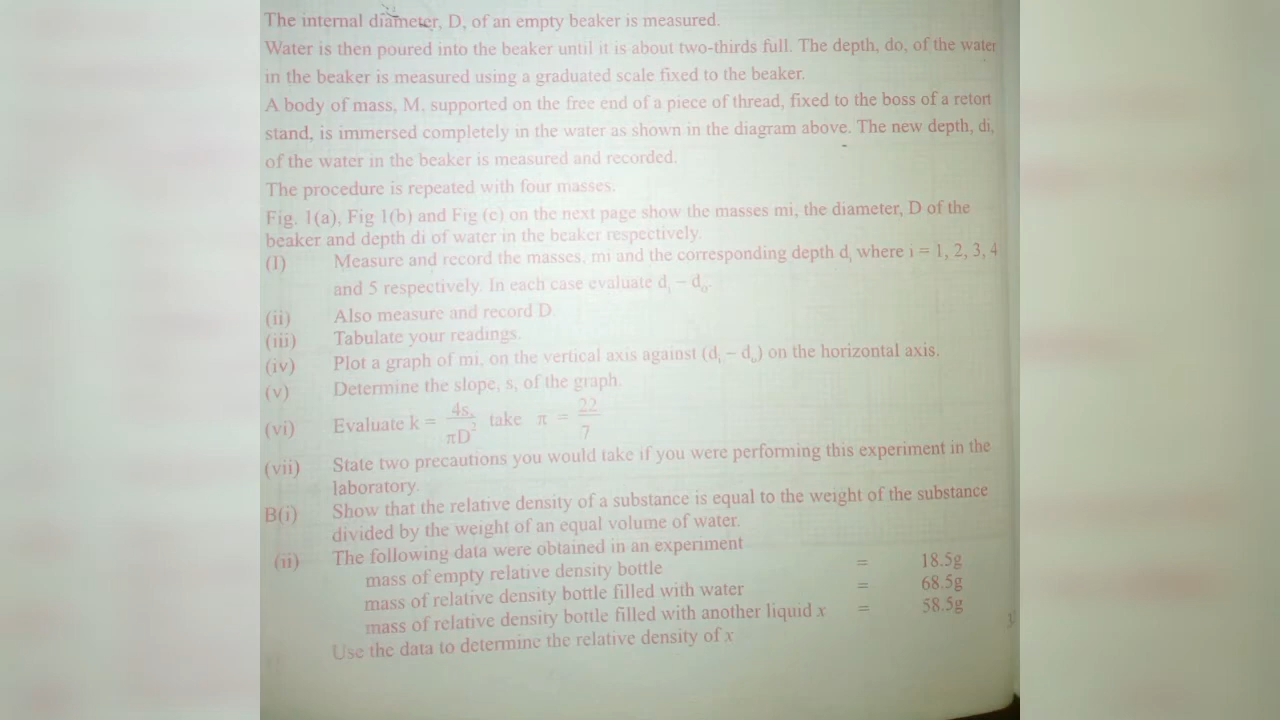 The internal diameter, D, of an empty beaker is measured.
Water is then poured into the beaker until it is about two-thirds full. The depth, do, of the water
in the beaker is measured using a graduated scale fixed to the beaker.
A body of mass, M, supported on the free end of a piece of thread, fixed to the boss of a retort
stand, is immersed completely in the water as shown in the diagram above. The new depth, di,
of the water in the beaker is measured and recorded.
The procedure is repeated with four masses.
Fig. 1(a), Fig 1(b) and Fig (c) on the next page show the masses mi, the diameter, D of the
beaker and depth di of water in the beaker respectively.
(I) Measure and record the masses, mi and the corresponding depth dᵢ where i = 1, 2, 3, 4
and 5 respectively. In each case evaluate dᵢ – dₒ.
(ii) Also measure and record D.
(iii) Tabulate your readings.
(iv) Plot a graph of mi, on the vertical axis against (dᵢ – dₒ) on the horizontal axis.
(v) Determine the slope, s, of the graph.
(vi) Evaluate k = 4s, / πD² take π = 22 / 7
(vii) State two precautions you would take if you were performing this experiment in the
laboratory.
B(i) Show that the relative density of a substance is equal to the weight of the substance
divided by the weight of an equal volume of water.
(ii) The following data were obtained in an experiment
mass of empty relative density bottle = 18.5g
mass of relative density bottle filled with water = 68.5g
mass of relative density bottle filled with another liquid x = 58.5g
Use the data to determine the relative density of x